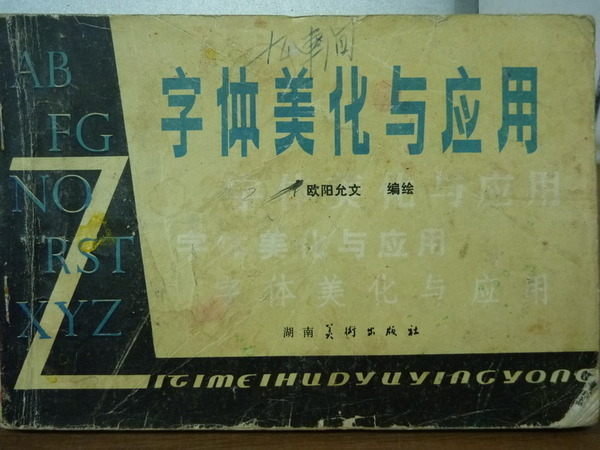 AB
FG
NO
RST
XYZ
字体美化与应用
欧阳允文 编绘
字体美化与应用
字体美化与应用
字体美化与应用
湖南美術出版社
ZITIMEIHUDYUYINGYONG